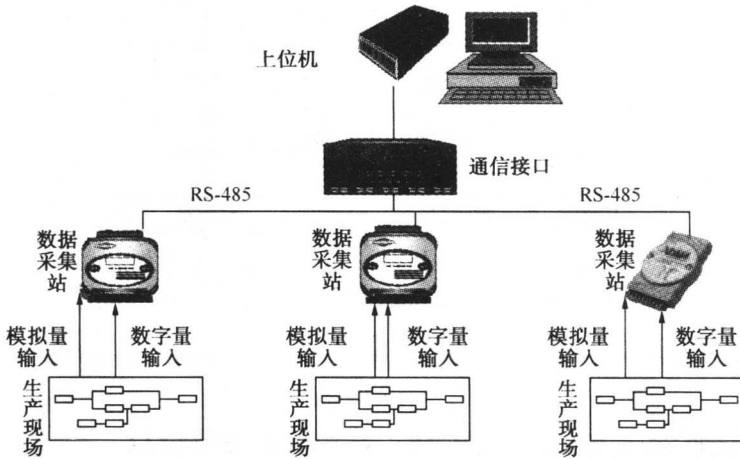 上位机
通信接口
RS-485
RS-485
数据
采集
站
数据
采集
站
数据
采集
站
模拟量
输入
数字量
输入
模拟量
输入
数字量
输入
模拟量
输入
数字量
输入
生产现场
生产现场
生产现场